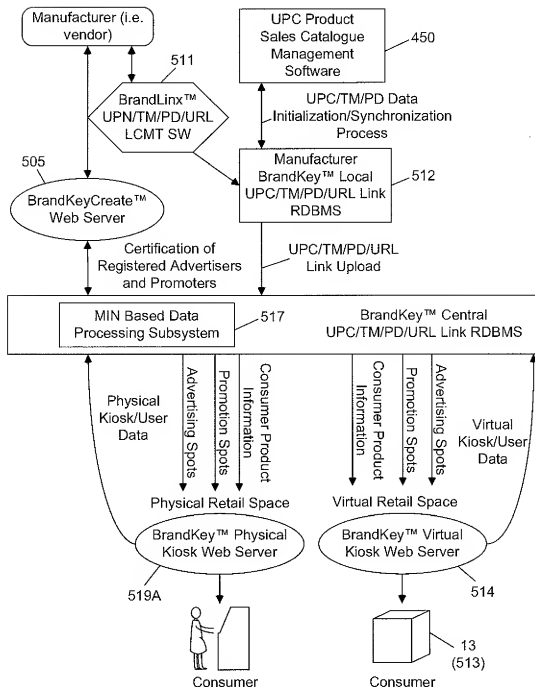 Manufacturer (i.e.
vendor)
511
BrandLinx™
UPN/TM/PD/URL
LCMT SW
UPC Product
Sales Catalogue
Management
Software
450
UPC/TM/PD Data
Initialization/Synchronization
Process
505
BrandKeyCreate™
Web Server
Manufacturer
BrandKey™ Local
UPC/TM/PD/URL Link
RDBMS
512
Certification of
Registered Advertisers
and Promoters
UPC/TM/PD/URL
Link Upload
MIN Based Data
Processing Subsystem
517
BrandKey™ Central
UPC/TM/PD/URL Link RDBMS
Physical
Kiosk/User
Data
Advertising Spots
Promotion Spots
Consumer Product
Information
Consumer Product
Information
Promotion Spots
Advertising Spots
Virtual
Kiosk/User
Data
Physical Retail Space
Virtual Retail Space
BrandKey™ Physical
Kiosk Web Server
519A
BrandKey™ Virtual
Kiosk Web Server
514
Consumer
13
(513)
Consumer